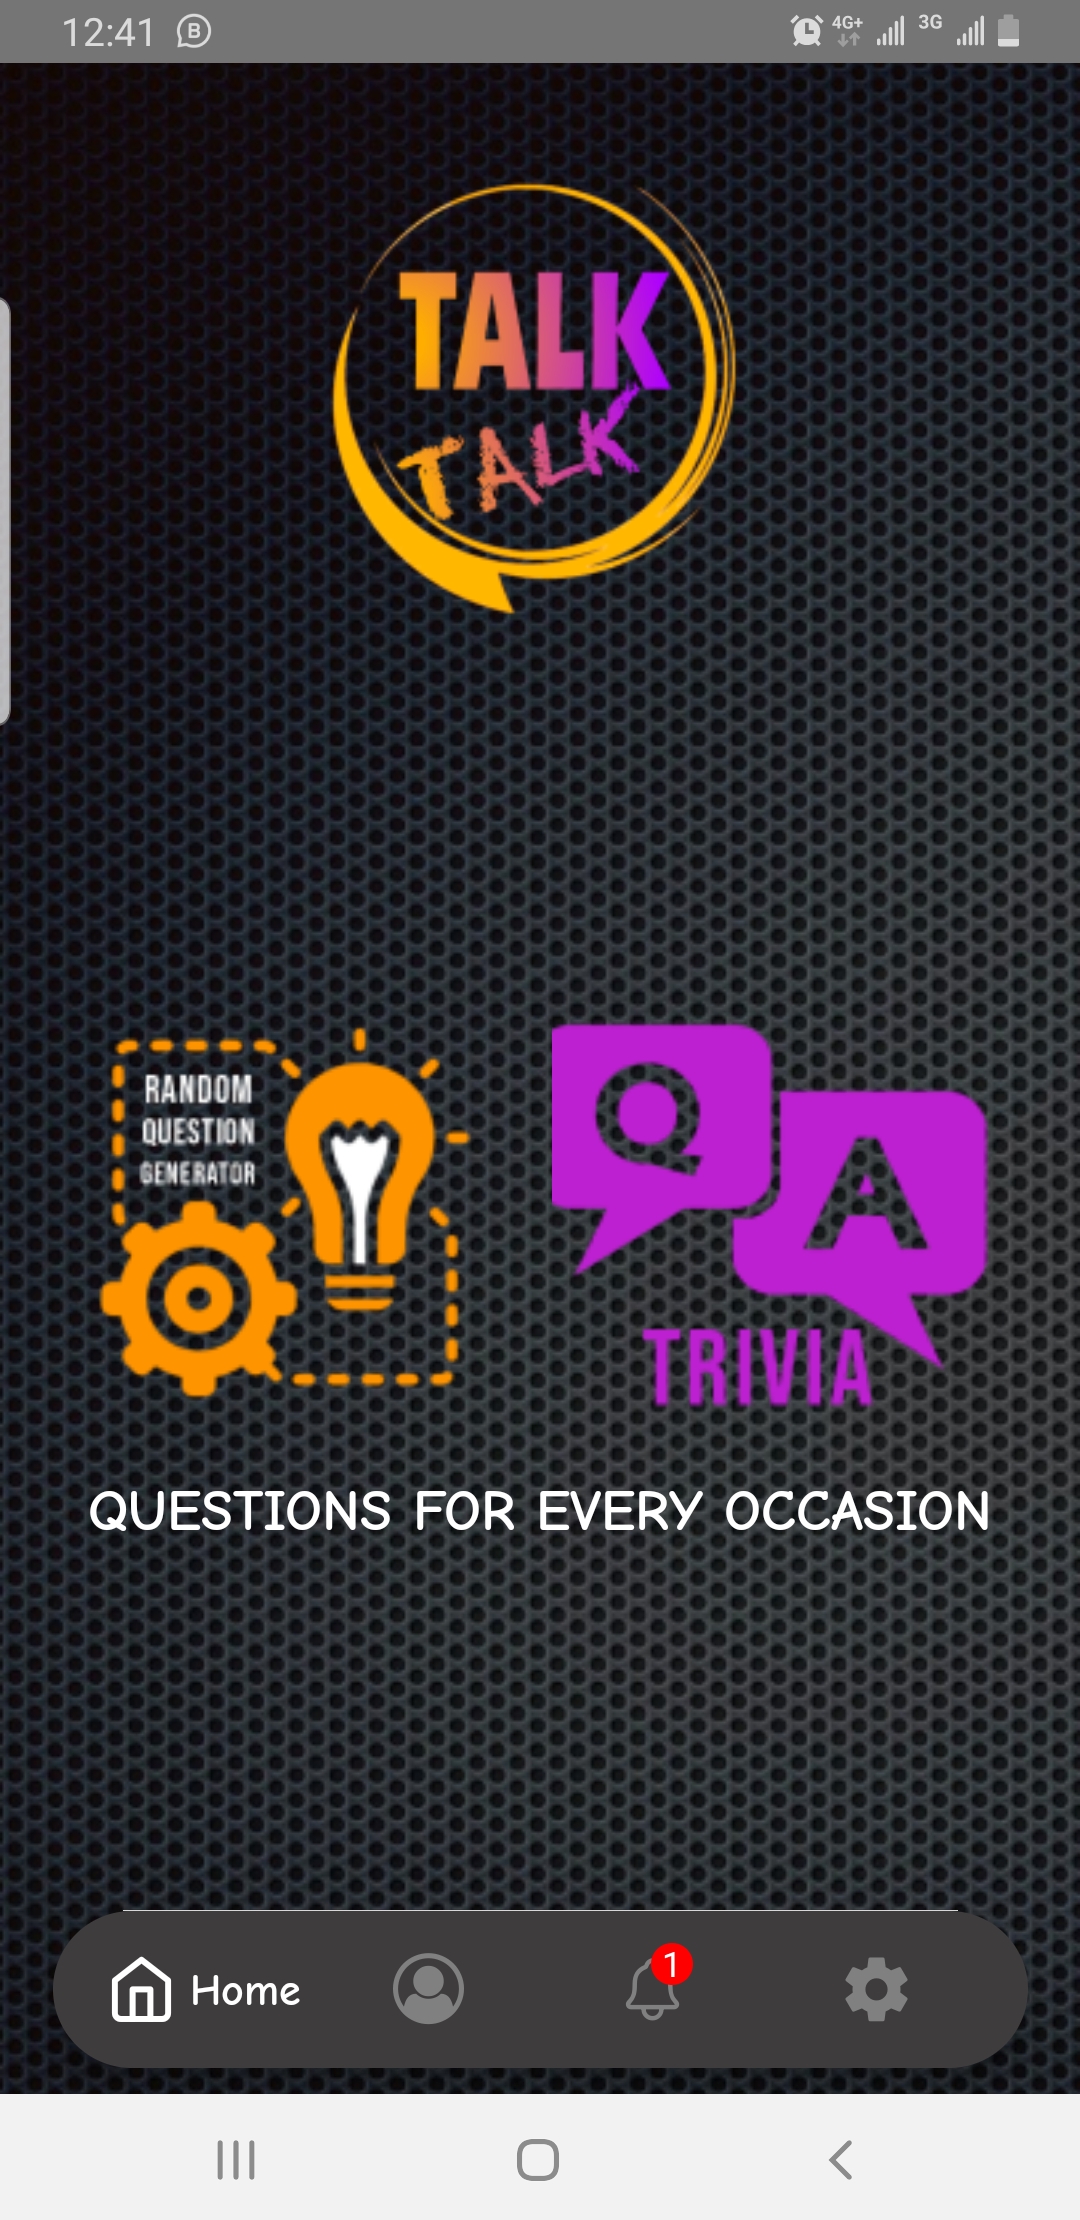 12:41 B 4G+ 3G
TALK
TALK
RANDOM
QUESTION
GENERATOR
Q A
TRIVIA
QUESTIONS FOR EVERY OCCASION
Home 1